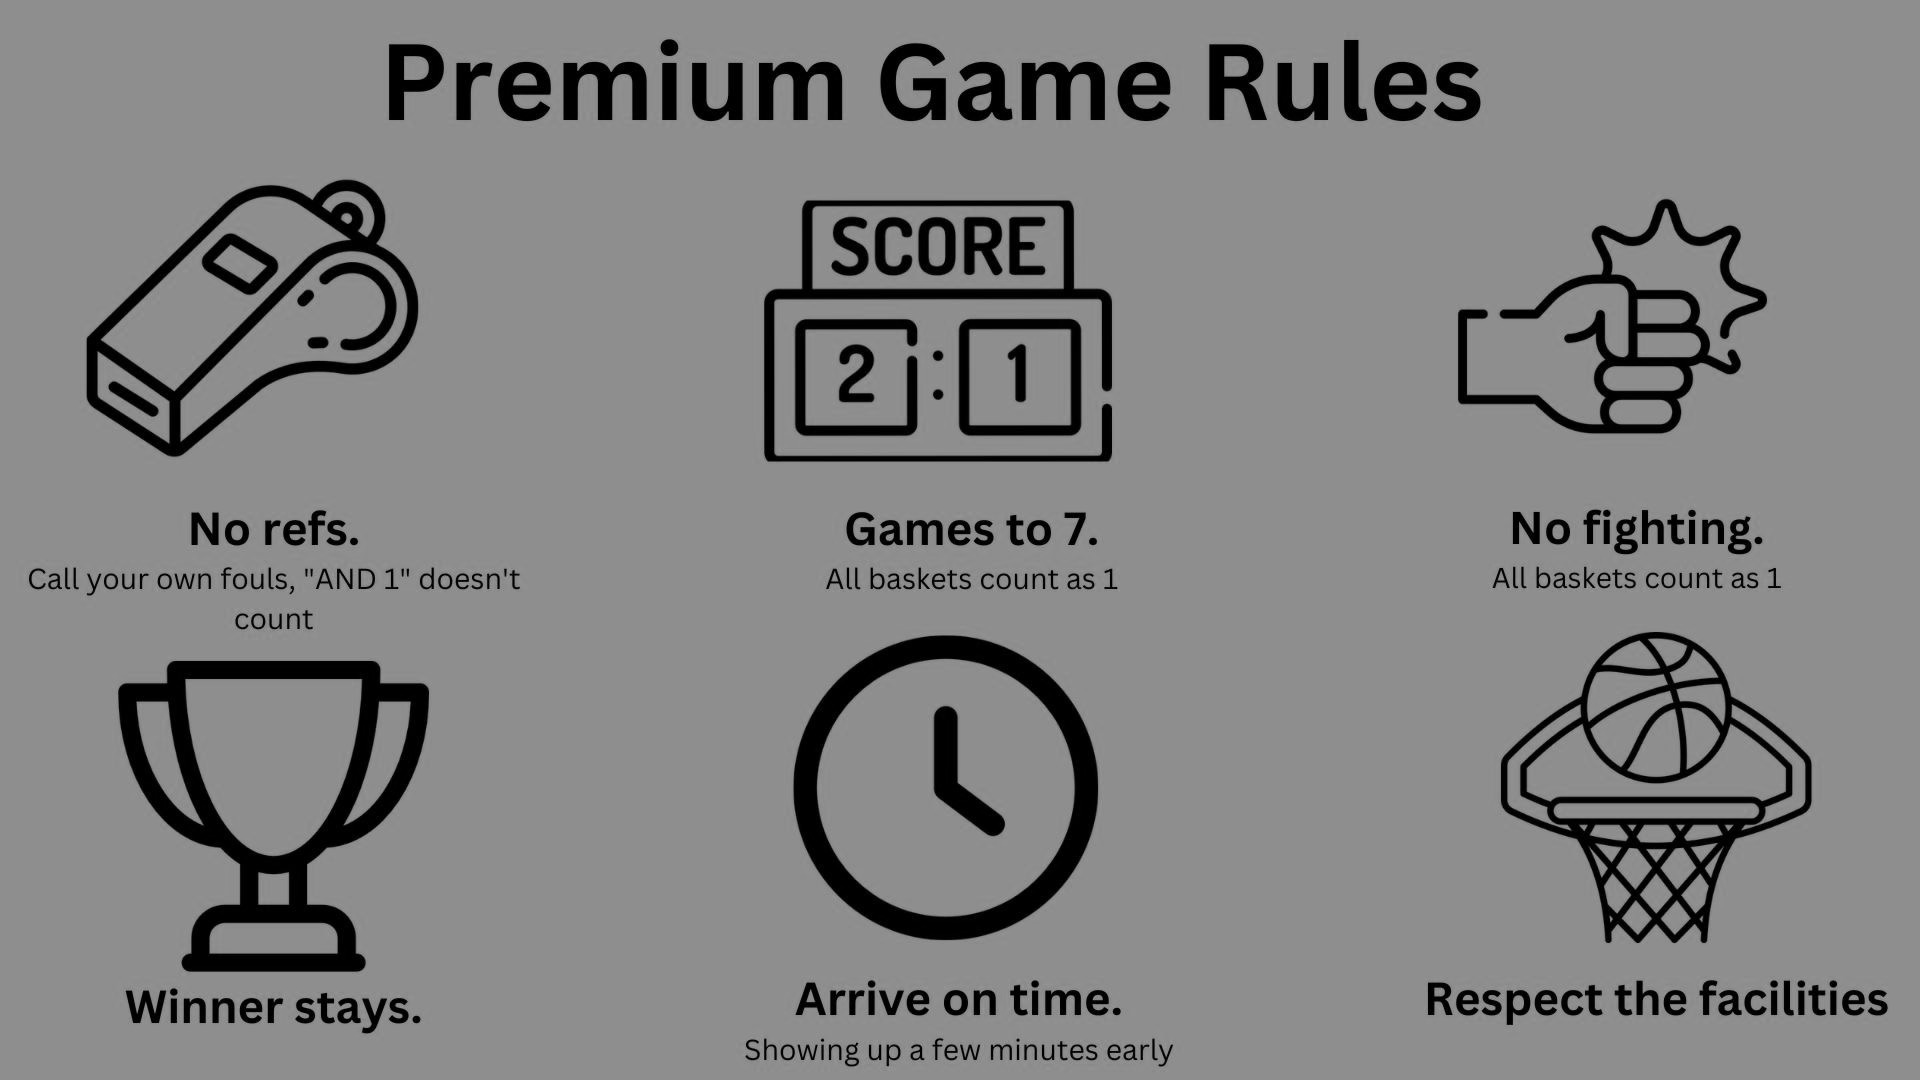 Premium Game Rules
SCORE
2 : 1
No refs.
Call your own fouls, "AND 1" doesn't
count
Games to 7.
All baskets count as 1
No fighting.
All baskets count as 1
Winner stays.
Arrive on time.
Showing up a few minutes early
Respect the facilities